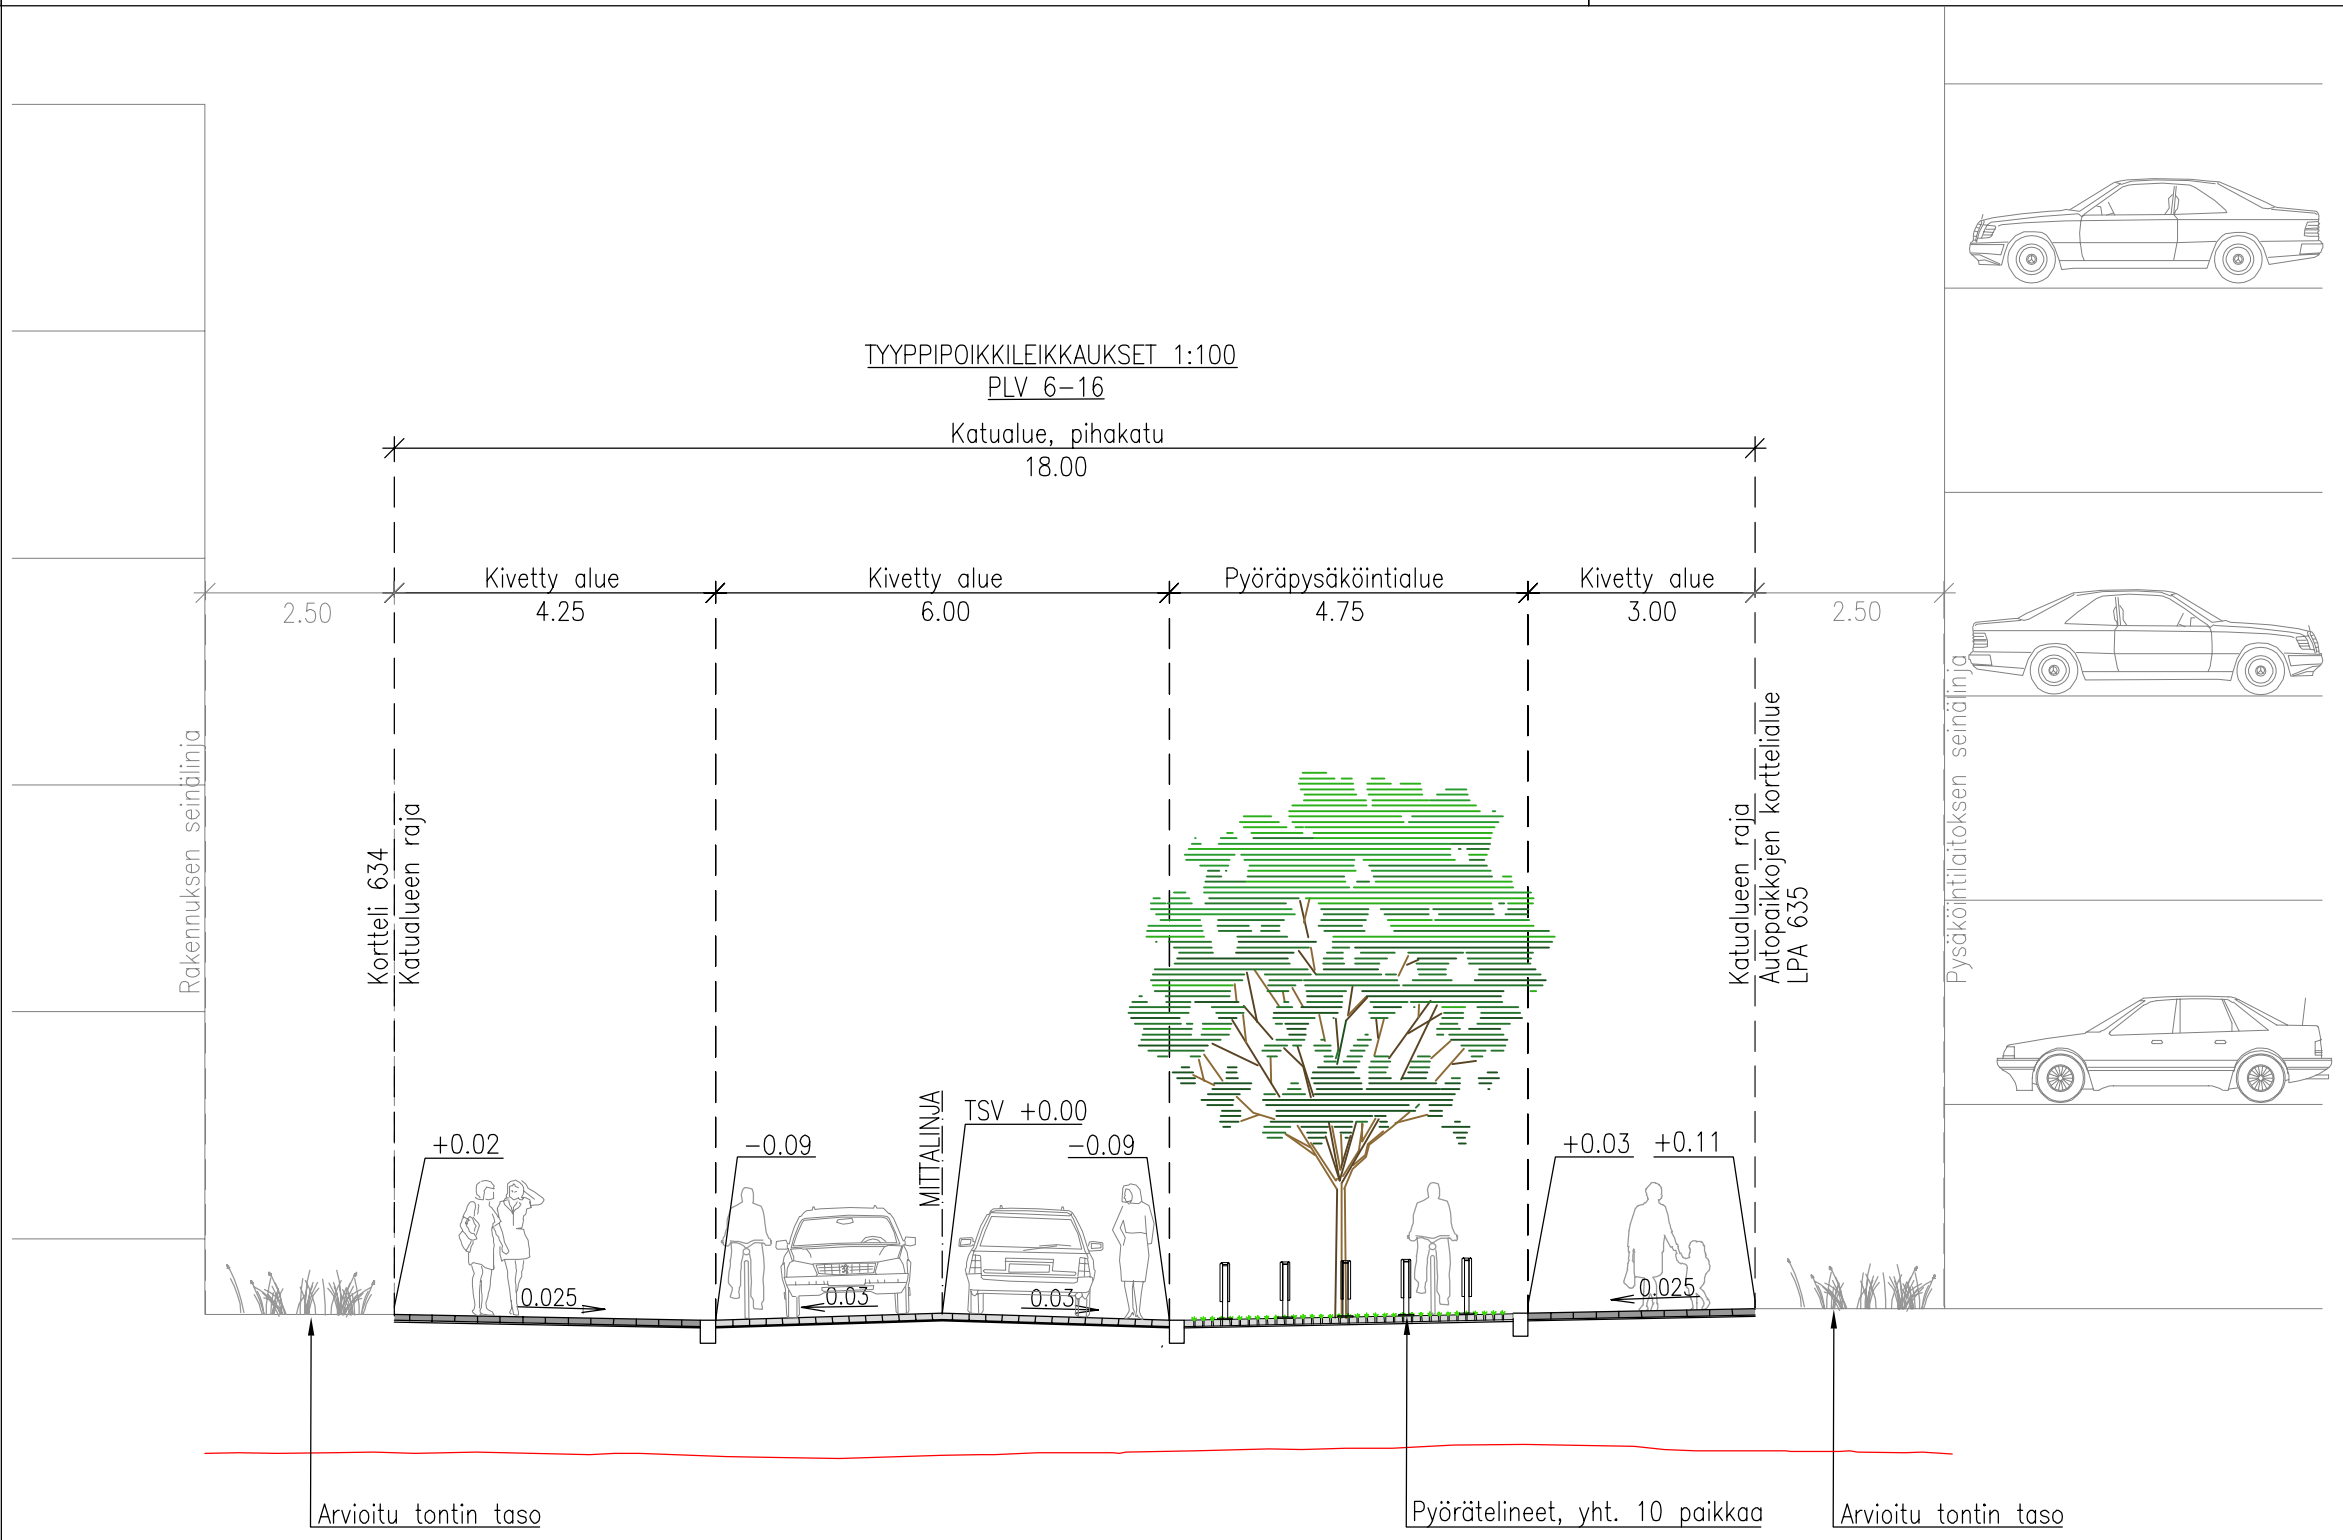 TYYPPIPOIKKILEIKKAUKSET 1:100
PLV 6-16
Katualue, pihakatu
18.00
Kivetty alue
Kivetty alue
Pyöräpysäköintialue
Kivetty alue
2.50
4.25
6.00
4.75
3.00
2.50
Rakennuksen seinälinja
Kortteli 634
Katualueen raja
Katualueen raja
Autopaikkojen korttelialue
LPA 635
Pysäköintilaitoksen seinälinja
MITTALINJA
TSV +0.00
+0.02
-0.09
-0.09
+0.03
+0.11
0.025
0.03
0.03
0.025
Arvioitu tontin taso
Pyörätelineet, yht. 10 paikkaa
Arvioitu tontin taso